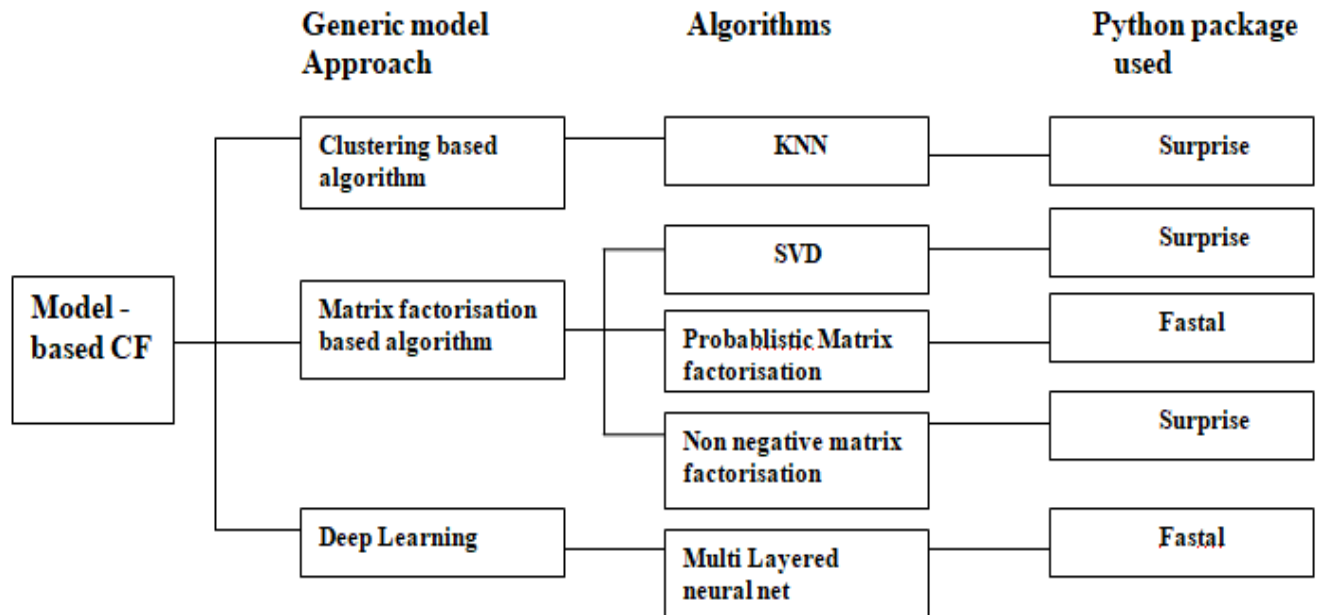 Generic model
Approach
Algorithms
Python package
used
Clustering based
algorithm
KNN
Surprise
Model -
based CF
Matrix factorisation
based algorithm
SVD
Surprise
Probablistic Matrix
factorisation
Fastal
Non negative matrix
factorisation
Surprise
Deep Learning
Multi Layered
neural net
Fastal